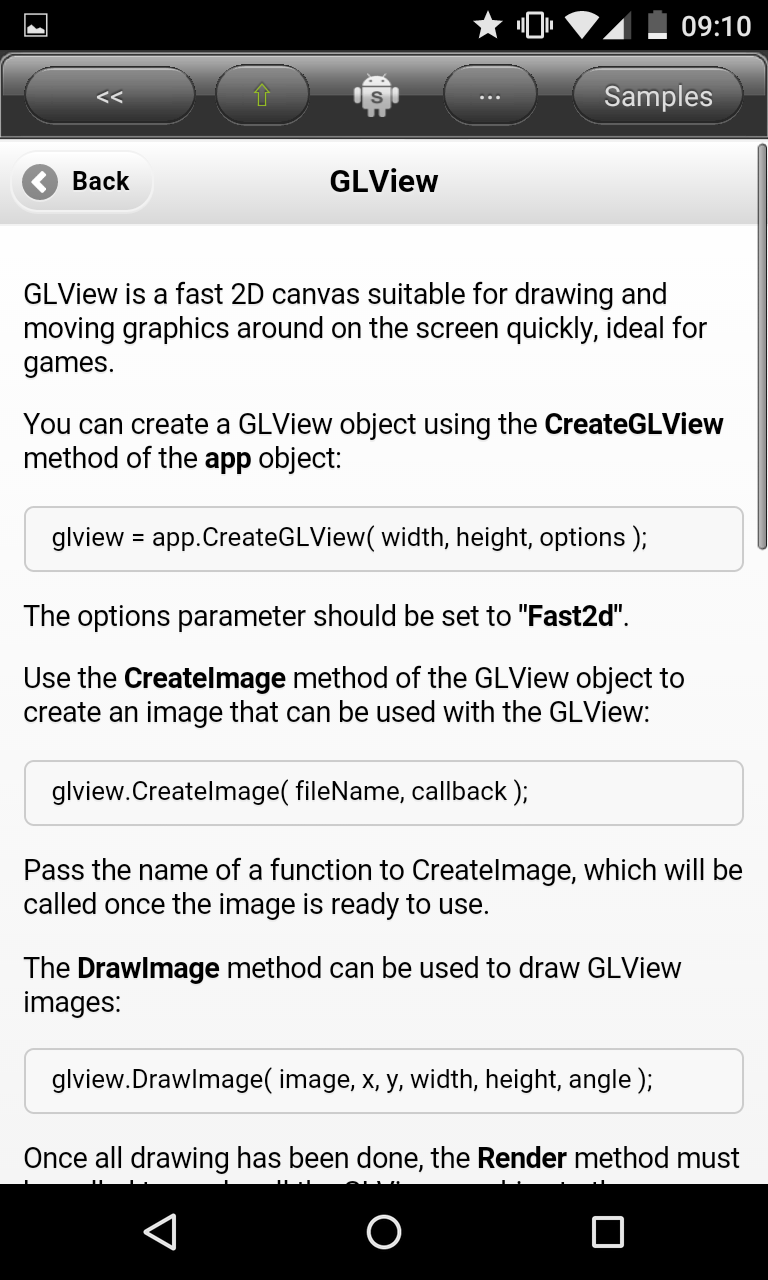 09:10
<<
S
...
Samples
Back
GLView
GLView is a fast 2D canvas suitable for drawing and
moving graphics around on the screen quickly, ideal for
games.
You can create a GLView object using the CreateGLView
method of the app object:
glview = app.CreateGLView( width, height, options );
The options parameter should be set to "Fast2d".
Use the CreateImage method of the GLView object to
create an image that can be used with the GLView:
glview.CreateImage( fileName, callback );
Pass the name of a function to CreateImage, which will be
called once the image is ready to use.
The DrawImage method can be used to draw GLView
images:
glview.DrawImage( image, x, y, width, height, angle );
Once all drawing has been done, the Render method must